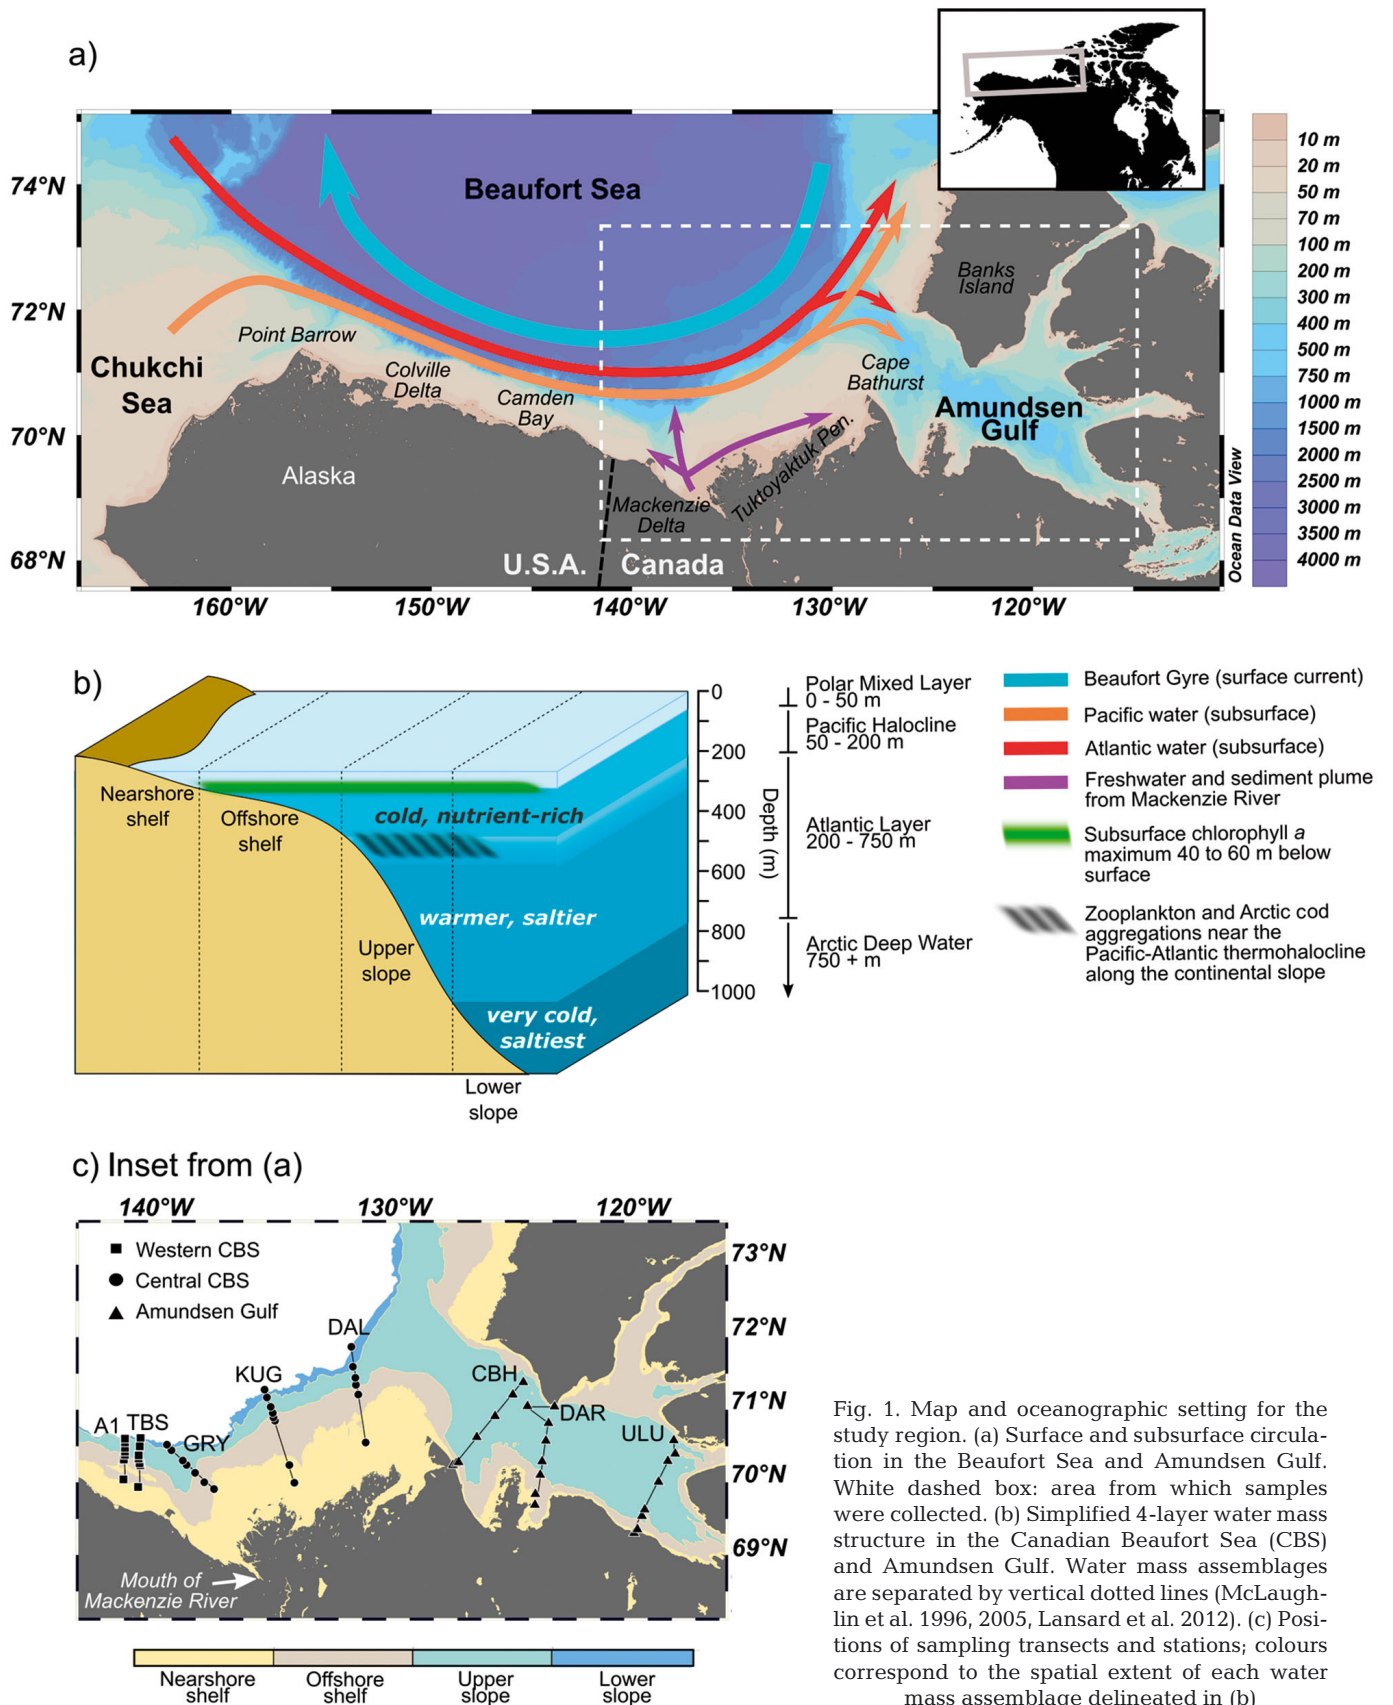 a)
74°N
72°N
70°N
68°N
160°W
150°W
140°W
130°W
120°W
Beaufort Sea
Chukchi
Sea
Point Barrow
Colville
Delta
Camden
Bay
Alaska
Mackenzie
Delta
Tuktoyaktuk Pen.
Cape
Bathurst
Banks
Island
Amundsen
Gulf
U.S.A.
Canada
Ocean Data View
10 m
20 m
50 m
70 m
100 m
200 m
300 m
400 m
500 m
750 m
1000 m
1500 m
2000 m
2500 m
3000 m
3500 m
4000 m
b)
Nearshore
shelf
Offshore
shelf
Upper
slope
Lower
slope
cold, nutrient-rich
warmer, saltier
very cold,
saltiest
0
200
400
600
800
1000
Depth (m)
Polar Mixed Layer
0 - 50 m
Pacific Halocline
50 - 200 m
Atlantic Layer
200 - 750 m
Arctic Deep Water
750 + m
Beaufort Gyre (surface current)
Pacific water (subsurface)
Atlantic water (subsurface)
Freshwater and sediment plume
from Mackenzie River
Subsurface chlorophyll a
maximum 40 to 60 m below
surface
Zooplankton and Arctic cod
aggregations near the
Pacific-Atlantic thermohalocline
along the continental slope
c) Inset from (a)
140°W
130°W
120°W
73°N
72°N
71°N
70°N
69°N
Western CBS
Central CBS
Amundsen Gulf
A1
TBS
GRY
KUG
DAL
CBH
DAR
ULU
Mouth of
Mackenzie River
Nearshore
shelf
Offshore
shelf
Upper
slope
Lower
slope
Fig. 1. Map and oceanographic setting for the
study region. (a) Surface and subsurface circula-
tion in the Beaufort Sea and Amundsen Gulf.
White dashed box: area from which samples
were collected. (b) Simplified 4-layer water mass
structure in the Canadian Beaufort Sea (CBS)
and Amundsen Gulf. Water mass assemblages
are separated by vertical dotted lines (McLaugh-
lin et al. 1996, 2005, Lansard et al. 2012). (c) Posi-
tions of sampling transects and stations; colours
correspond to the spatial extent of each water
mass assemblage delineated in (b)